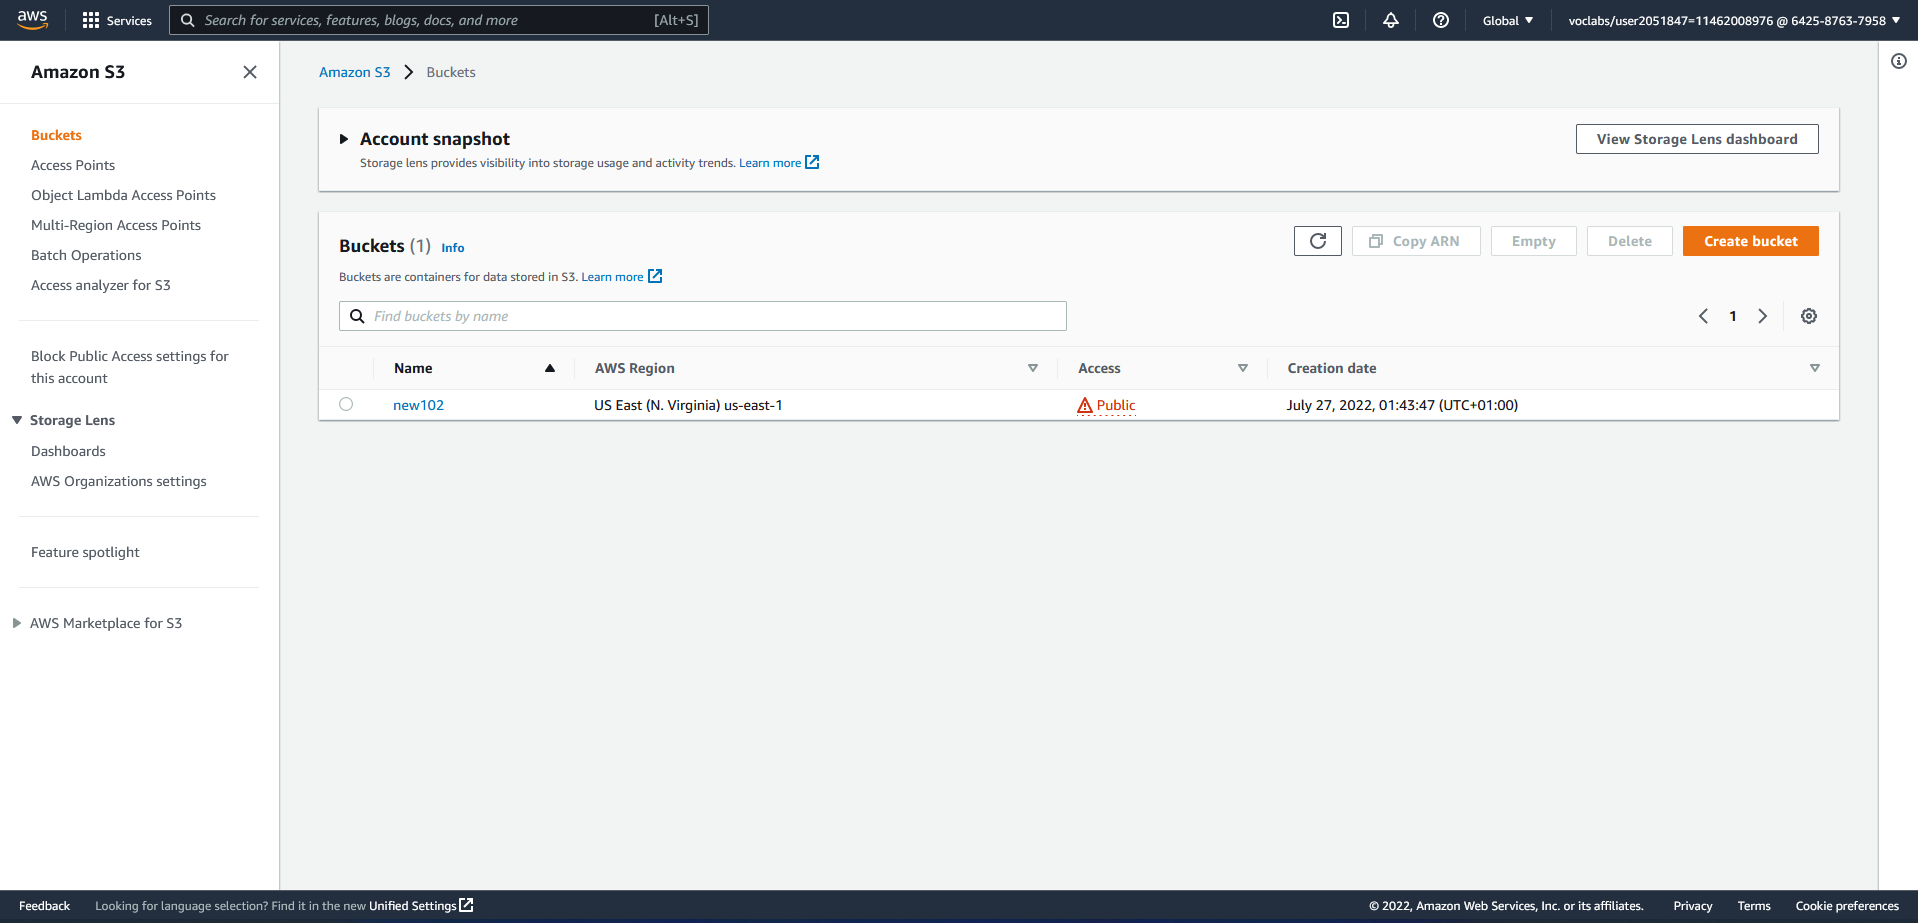 aws
Services
Search for services, features, blogs, docs, and more [Alt+S]
Global
voclabs/user2051847=11462008976 @ 6425-8763-7958
Amazon S3
Buckets
Access Points
Object Lambda Access Points
Multi-Region Access Points
Batch Operations
Access analyzer for S3
Block Public Access settings for
this account
Storage Lens
Dashboards
AWS Organizations settings
Feature spotlight
AWS Marketplace for S3
Amazon S3 Buckets
Account snapshot
Storage lens provides visibility into storage usage and activity trends. Learn more
View Storage Lens dashboard
Buckets (1) Info
Copy ARN Empty Delete Create bucket
Buckets are containers for data stored in S3. Learn more
Find buckets by name
1
Name AWS Region Access Creation date
new102 US East (N. Virginia) us-east-1 Public July 27, 2022, 01:43:47 (UTC+01:00)
Feedback Looking for language selection? Find it in the new Unified Settings
© 2022, Amazon Web Services, Inc. or its affiliates. Privacy Terms Cookie preferences